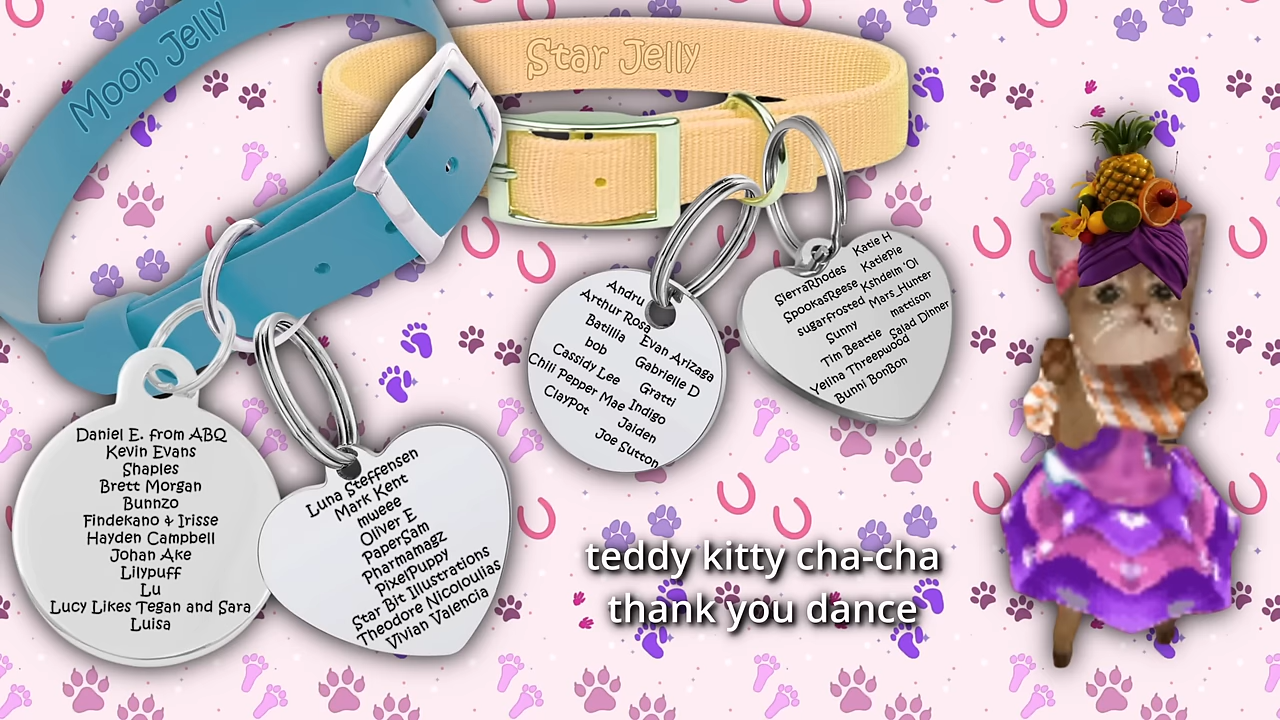 Moon Jelly
Star Jelly
Daniel E. from ABQ
Kevin Evans
Shaples
Brett Morgan
Bunnzo
Findekano & Irisse
Hayden Campbell
Johan Ake
Lilypuff
Lu
Lucy Likes Tegan and Sara
Luisa
Luna Steffensen
Mark Kent
mweee
Oliver E
PaperSam
Pharmamagz
PixelPuppy
Star Bit Illustrations
Theodore Nicoloulias
Vivian Valencia
Andru
Arthur Rosa
Batillia
bob
Cassidy Lee
Chili Pepper Mae
ClayPot
Evan Arizaga
Gabrielle D
Gratti
Indigo
Jaiden
Joe Sutton
SierraRhodes
SpookasReese
sugarfrosted
Sunny
Tim Beattie
Yelina Threepwood
Bunni BonBon
Katie H
KatiePie
Kshdeim'Ol
Mars_Hunter
mattison
Salad Dinner
teddy kitty cha-cha
thank you dance